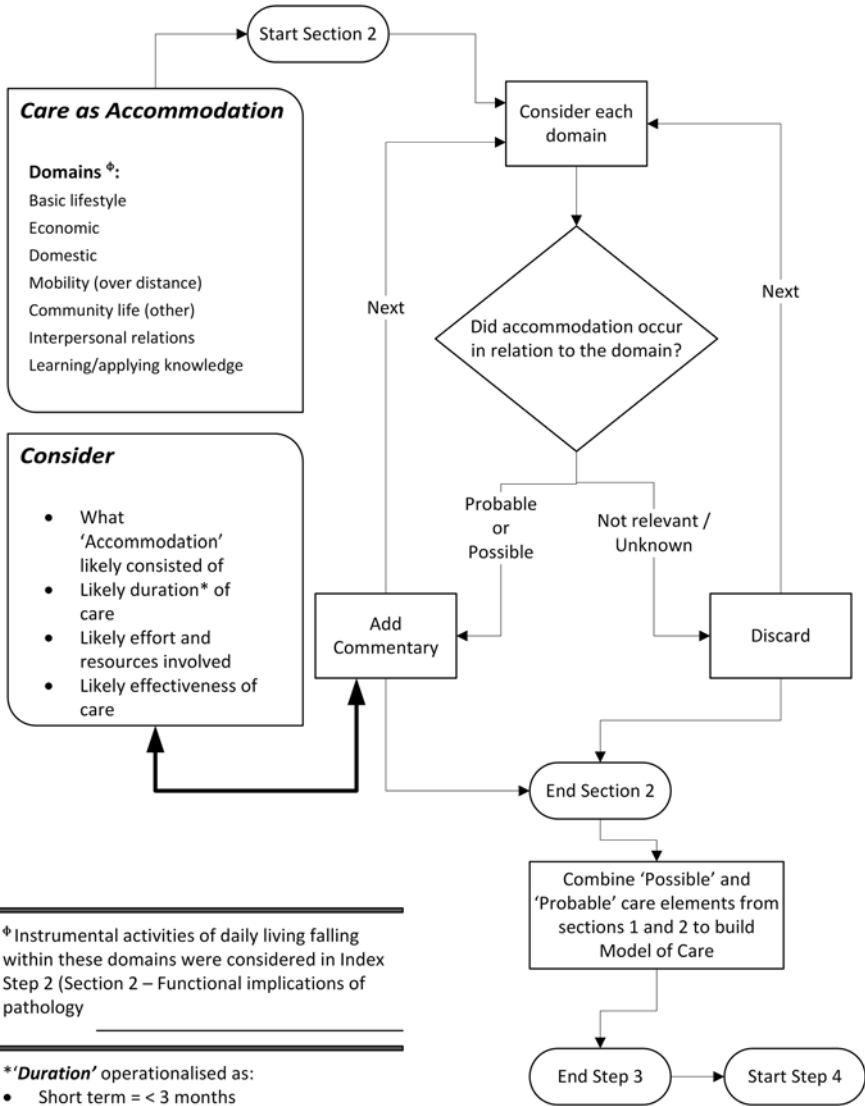 Start Section 2
Care as Accommodation
Domains ᶲ:
Basic lifestyle
Economic
Domestic
Mobility (over distance)
Community life (other)
Interpersonal relations
Learning/applying knowledge
Consider each
domain
Next
Next
Did accommodation occur
in relation to the domain?
Consider
• What
‘Accommodation’
likely consisted of
• Likely duration* of
care
• Likely effort and
resources involved
• Likely effectiveness of
care
Probable
or
Possible
Not relevant /
Unknown
Add
Commentary
Discard
End Section 2
Combine ‘Possible’ and
‘Probable’ care elements from
sections 1 and 2 to build
Model of Care
ᶲ Instrumental activities of daily living falling
within these domains were considered in Index
Step 2 (Section 2 – Functional implications of
pathology
*‘Duration’ operationalised as:
• Short term = < 3 months
End Step 3
Start Step 4